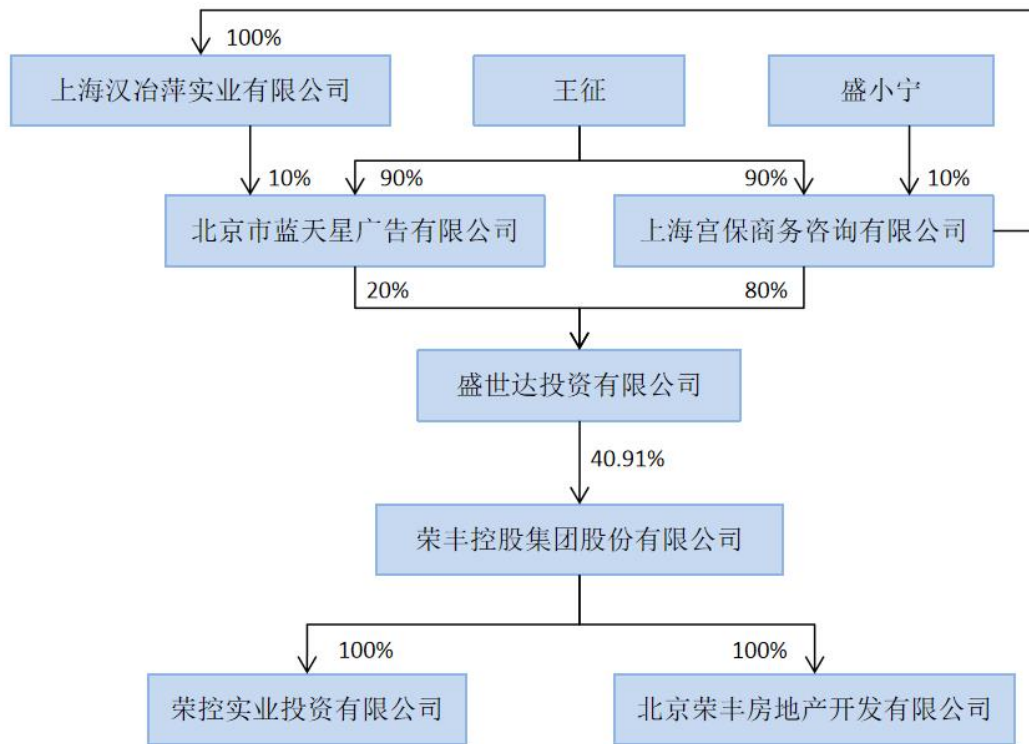 100%
上海汉冶萍实业有限公司
王征
盛小宁
10%
90%
90%
10%
北京市蓝天星广告有限公司
上海宫保商务咨询有限公司
20%
80%
盛世达投资有限公司
40.91%
荣丰控股集团股份有限公司
100%
100%
荣控实业投资有限公司
北京荣丰房地产开发有限公司